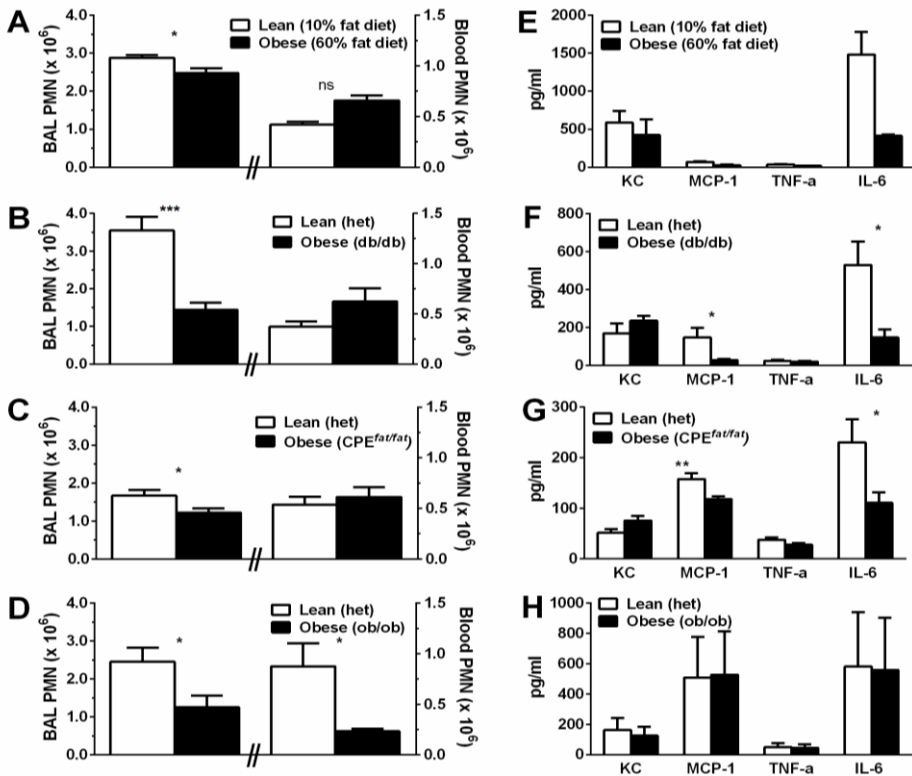 A
BAL PMN (x 10⁶)
4.0
3.0
2.0
1.0
0.0
*
ns
Lean (10% fat diet)
Obese (60% fat diet)
1.5
1.0
0.5
0.0
Blood PMN (x 10⁶)
//
B
BAL PMN (x 10⁶)
4.0
3.0
2.0
1.0
0.0
***
Lean (het)
Obese (db/db)
1.5
1.0
0.5
0.0
Blood PMN (x 10⁶)
//
C
BAL PMN (x 10⁶)
4.0
3.0
2.0
1.0
0.0
*
Lean (het)
Obese (CPEfat/fat)
1.5
1.0
0.5
0.0
Blood PMN (x 10⁶)
//
D
BAL PMN (x 10⁶)
4.0
3.0
2.0
1.0
0.0
*
*
Lean (het)
Obese (ob/ob)
1.5
1.0
0.5
0.0
Blood PMN (x 10⁶)
//
E
pg/ml
2000
1500
1000
500
0
Lean (10% fat diet)
Obese (60% fat diet)
KC MCP-1 TNF-a IL-6
F
pg/ml
800
600
400
200
0
Lean (het)
Obese (db/db)
*
*
KC MCP-1 TNF-a IL-6
G
pg/ml
300
200
100
0
Lean (het)
Obese (CPEfat/fat)
**
*
KC MCP-1 TNF-a IL-6
H
pg/ml
1000
800
600
400
200
0
Lean (het)
Obese (ob/ob)
KC MCP-1 TNF-a IL-6